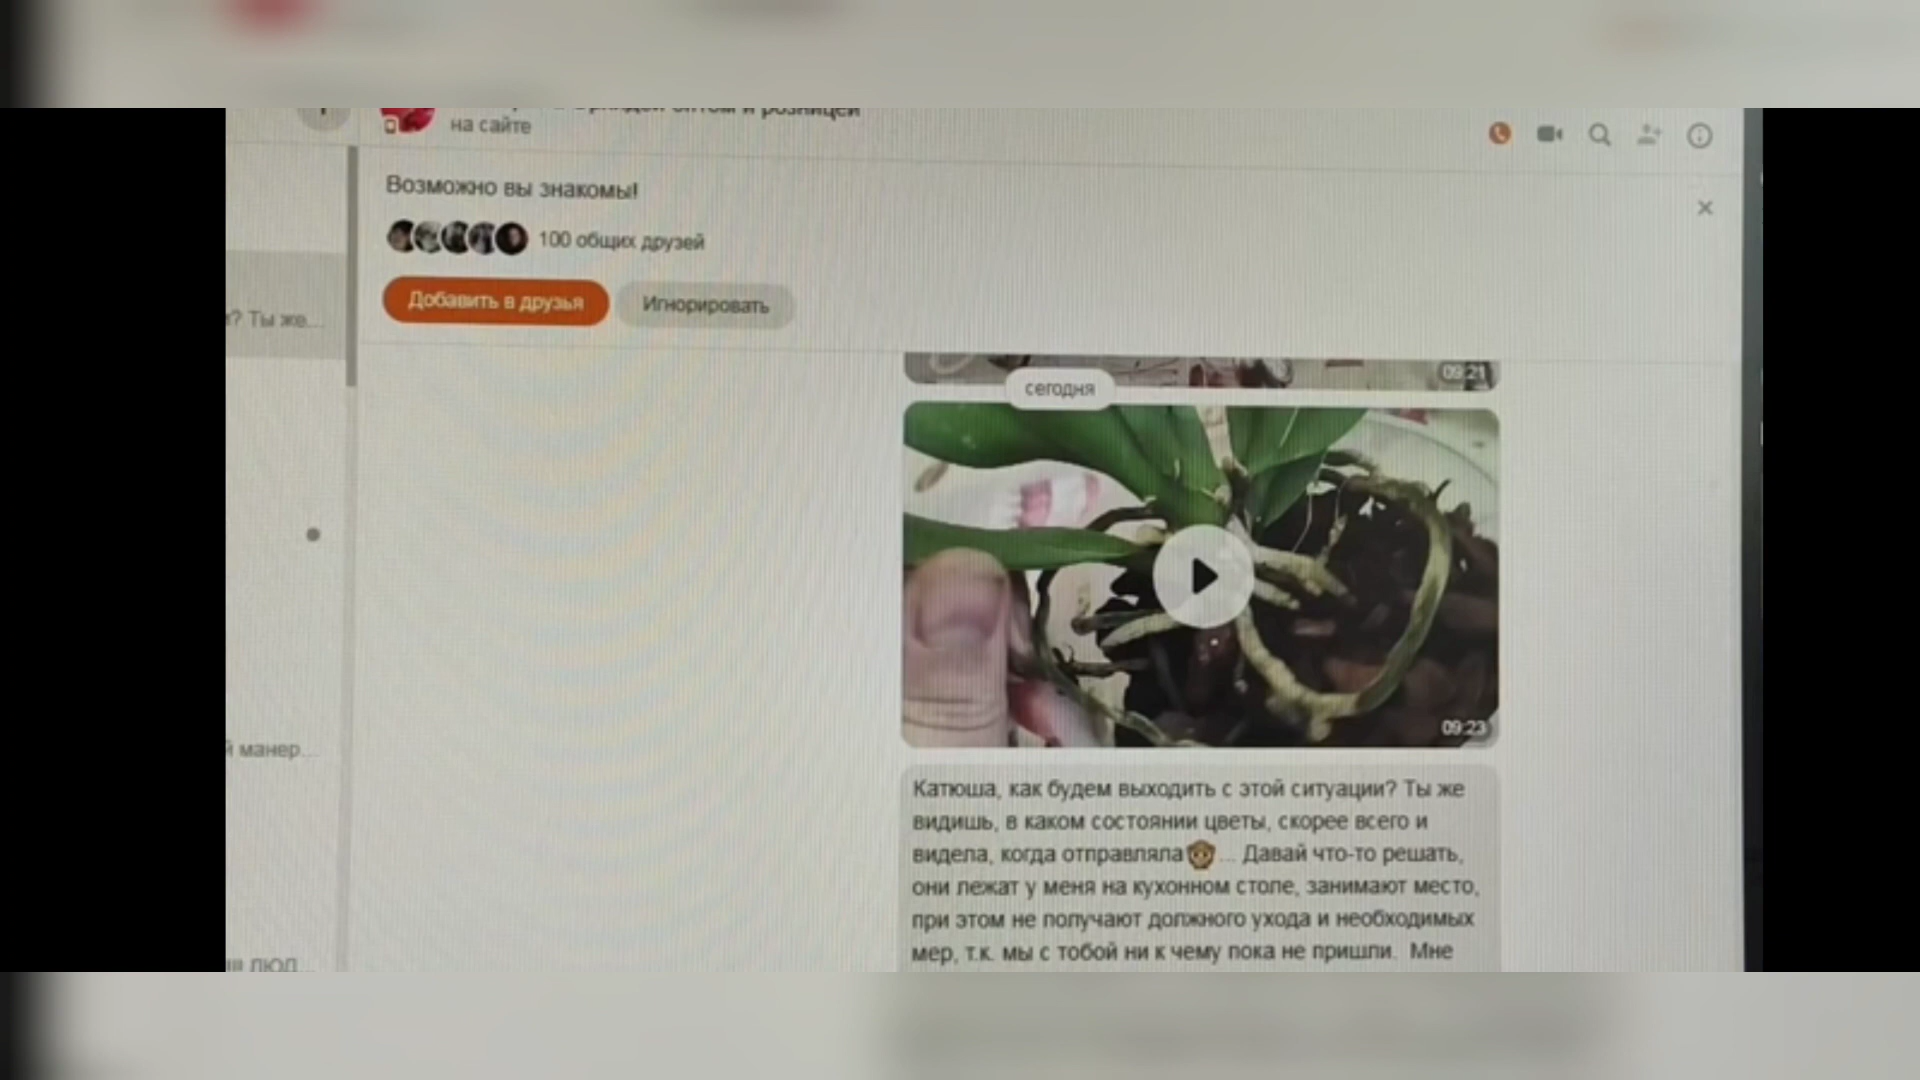 оптом и розницей
на сайте
Возможно вы знакомы!
100 общих друзей
Добавить в друзья
Игнорировать
? Ты же...
09:21
сегодня
09:23
й манер...
ЛЮД...
Катюша, как будем выходить с этой ситуации? Ты же
видишь, в каком состоянии цветы, скорее всего и
видела, когда отправляла🙊... Давай что-то решать,
они лежат у меня на кухонном столе, занимают место,
при этом не получают должного ухода и необходимых
мер, т.к. мы с тобой ни к чему пока не пришли. Мне